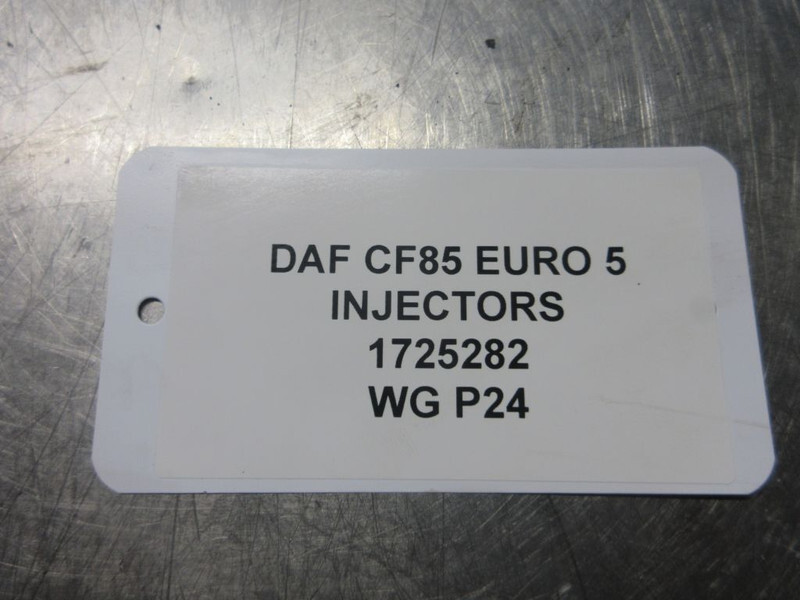 DAF CF85 EURO 5
INJECTORS
1725282
WG P24